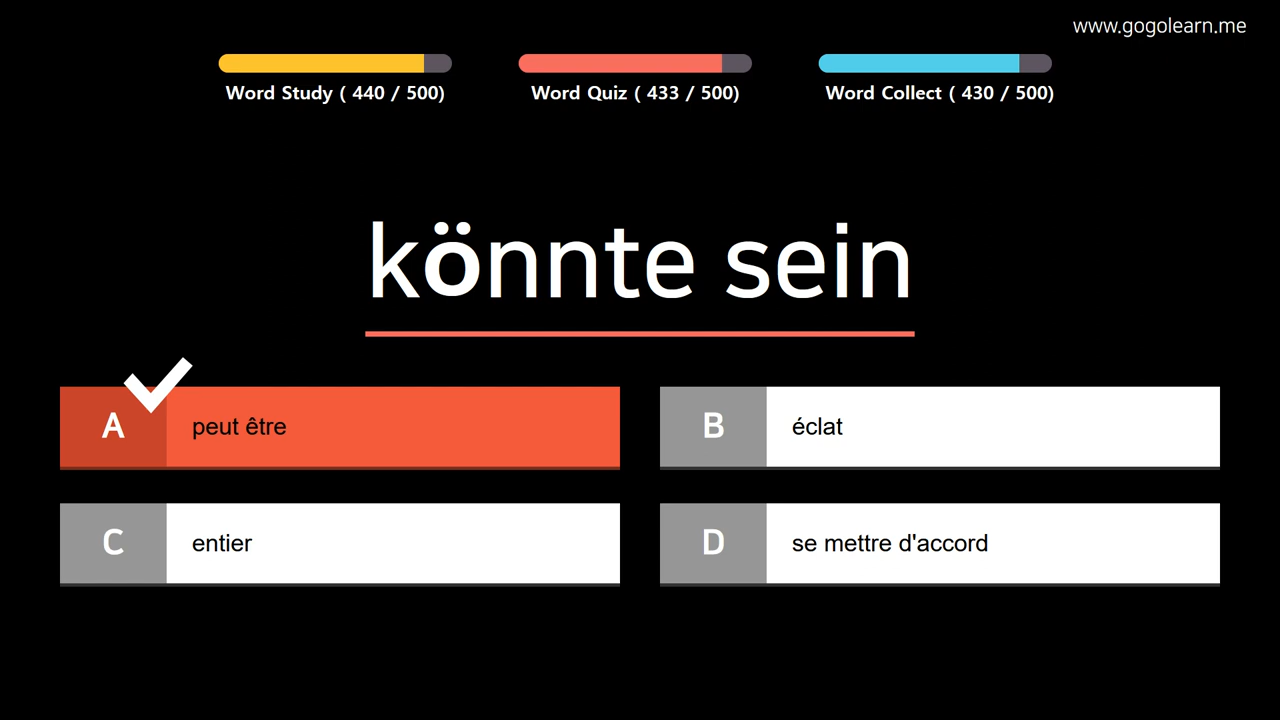 www.gogolearn.me
Word Study ( 440 / 500)
Word Quiz ( 433 / 500)
Word Collect ( 430 / 500)
könnte sein
A
peut être
B
éclat
C
entier
D
se mettre d'accord